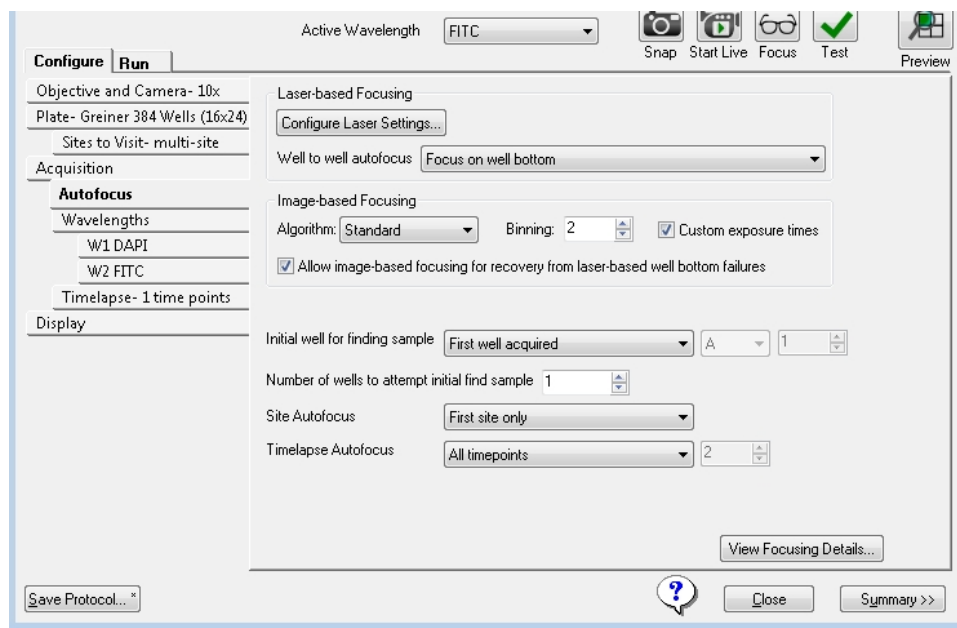 Active Wavelength FITC
Snap Start Live Focus Test Preview
Configure Run
Objective and Camera- 10x
Plate- Greiner 384 Wells (16x24)
Sites to Visit- multi-site
Acquisition
Autofocus
Wavelengths
W1 DAPI
W2 FITC
Timelapse- 1 time points
Display
Laser-based Focusing
Configure Laser Settings...
Well to well autofocus Focus on well bottom
Image-based Focusing
Algorithm: Standard Binning: 2 Custom exposure times
Allow image-based focusing for recovery from laser-based well bottom failures
Initial well for finding sample First well acquired A 1
Number of wells to attempt initial find sample 1
Site Autofocus First site only
Timelapse Autofocus All timepoints 2
View Focusing Details...
Save Protocol... * ? Close Summary >>